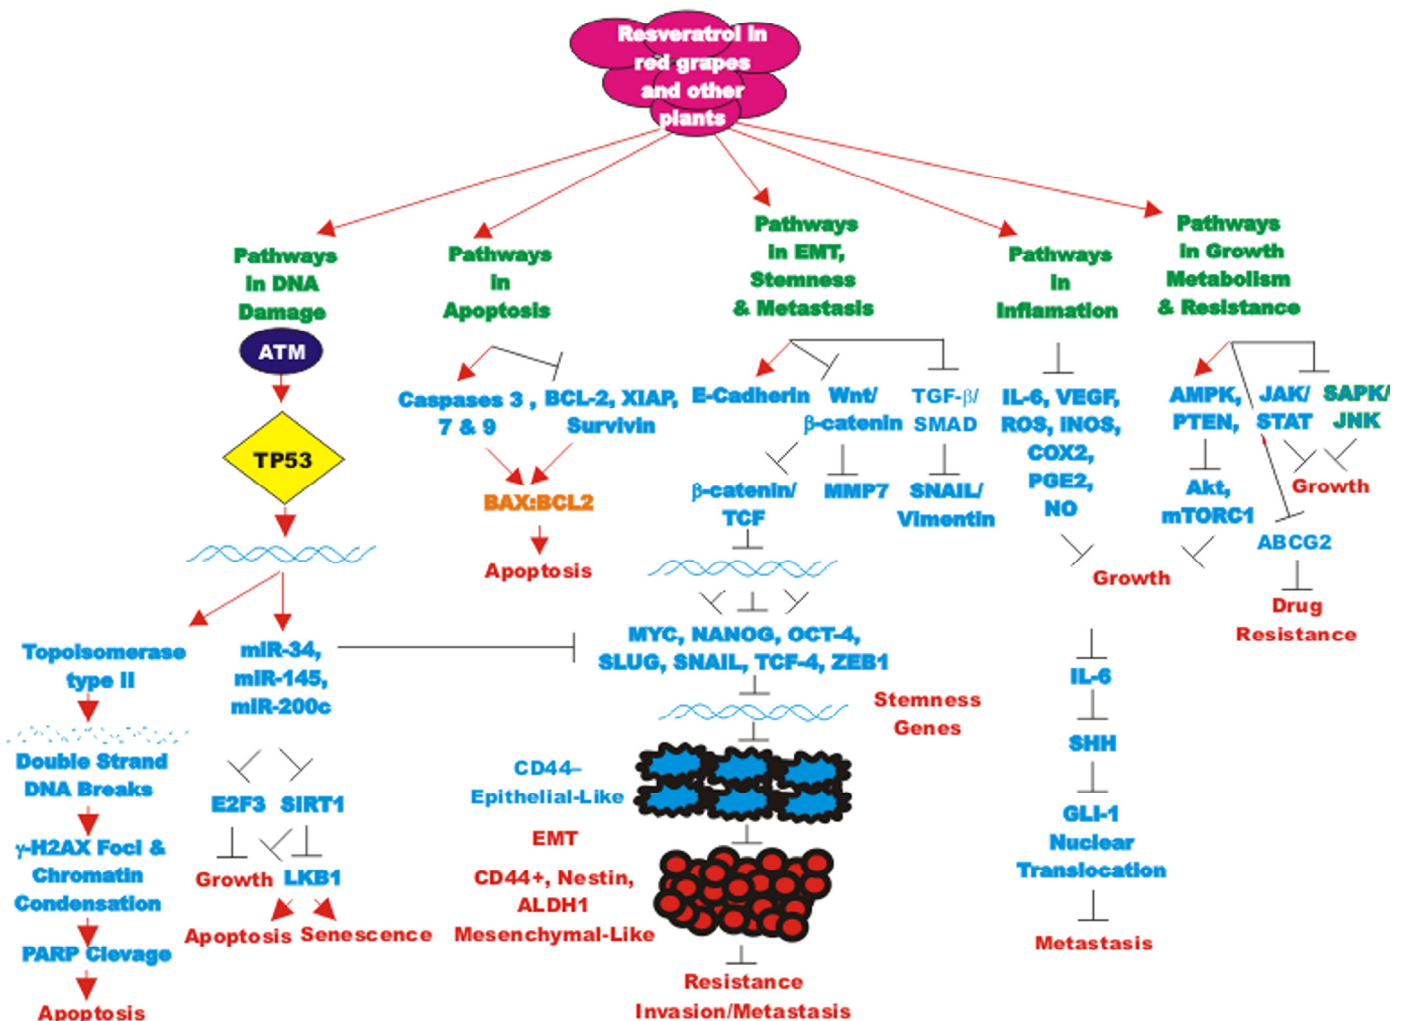 Resveratrol in
red grapes
and other
plants
Pathways
in DNA
Damage
ATM
TP53
Topoisomerase
type II
Double Strand
DNA Breaks
γ-H2AX Foci &
Chromatin
Condensation
PARP Clevage
Apoptosis
miR-34,
miR-145,
miR-200c
E2F3
SIRT1
Growth
LKB1
Apoptosis
Senescence
Pathways
in
Apoptosis
Caspases 3 ,
7 & 9
BCL-2, XIAP,
Survivin
BAX:BCL2
Apoptosis
Pathways
in EMT,
Stemness
& Metastasis
E-Cadherin
Wnt/
β-catenin
TGF-β/
SMAD
β-catenin/
TCF
MMP7
SNAIL/
Vimentin
MYC, NANOG, OCT-4,
SLUG, SNAIL, TCF-4, ZEB1
Stemness
Genes
CD44–
Epithelial-Like
EMT
CD44+, Nestin,
ALDH1
Mesenchymal-Like
Resistance
Invasion/Metastasis
Pathways
in
Inflamation
IL-6, VEGF,
ROS, iNOS,
COX2,
PGE2,
NO
Growth
IL-6
SHH
GLI-1
Nuclear
Translocation
Metastasis
Pathways
in Growth
Metabolism
& Resistance
AMPK,
PTEN,
JAK/
STAT
SAPK/
JNK
Akt,
mTORC1
Growth
ABCG2
Drug
Resistance